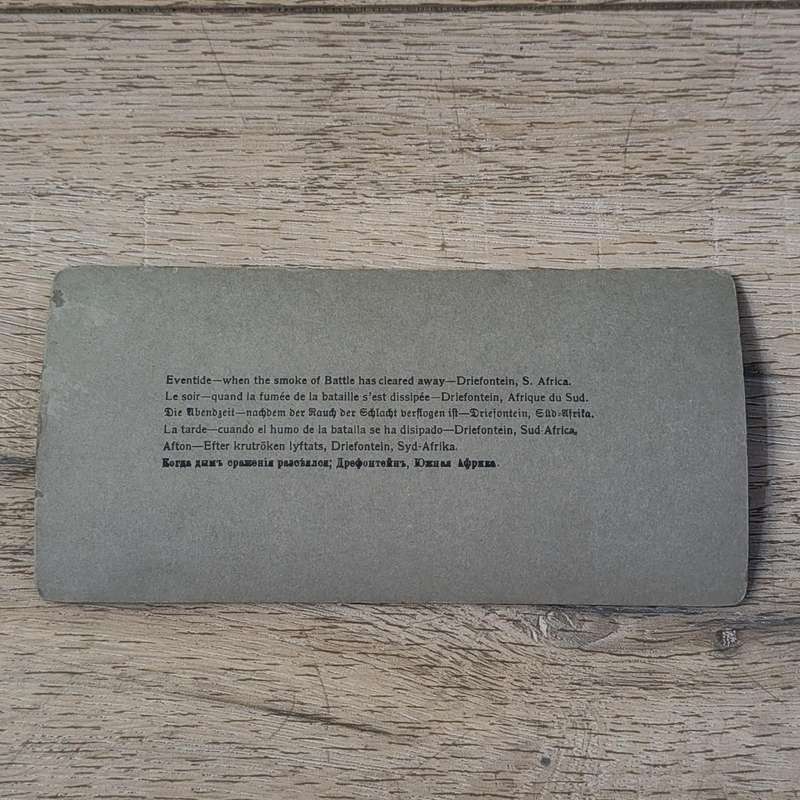 Eventide—when the smoke of Battle has cleared away—Driefontein, S. Africa.
Le soir—quand la fumée de la bataille s'est dissipée—Driefontein, Afrique du Sud.
Die Abendzeit—nachdem der Rauch der Schlacht verflogen ist—Driefontein, Süd-Afrika.
La tarde—cuando el humo de la batalla se ha disipado—Driefontein, Sud Africa,
Afton—Efter krutröken lyftats, Driefontein, Syd-Afrika.
Когда дымъ сраженія разсѣялся; Дрефонтейнъ, Южная Африка.